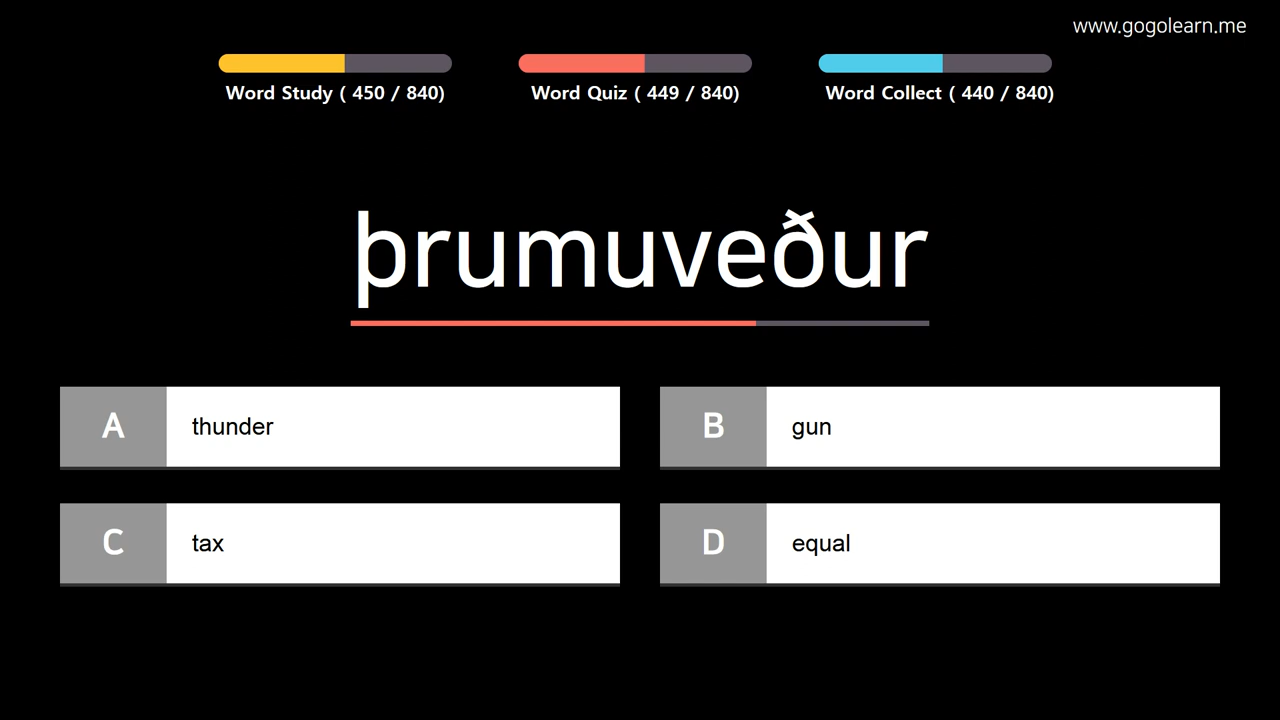 www.gogolearn.me
Word Study ( 450 / 840)
Word Quiz ( 449 / 840)
Word Collect ( 440 / 840)
þrumuveður
A thunder
B gun
C tax
D equal